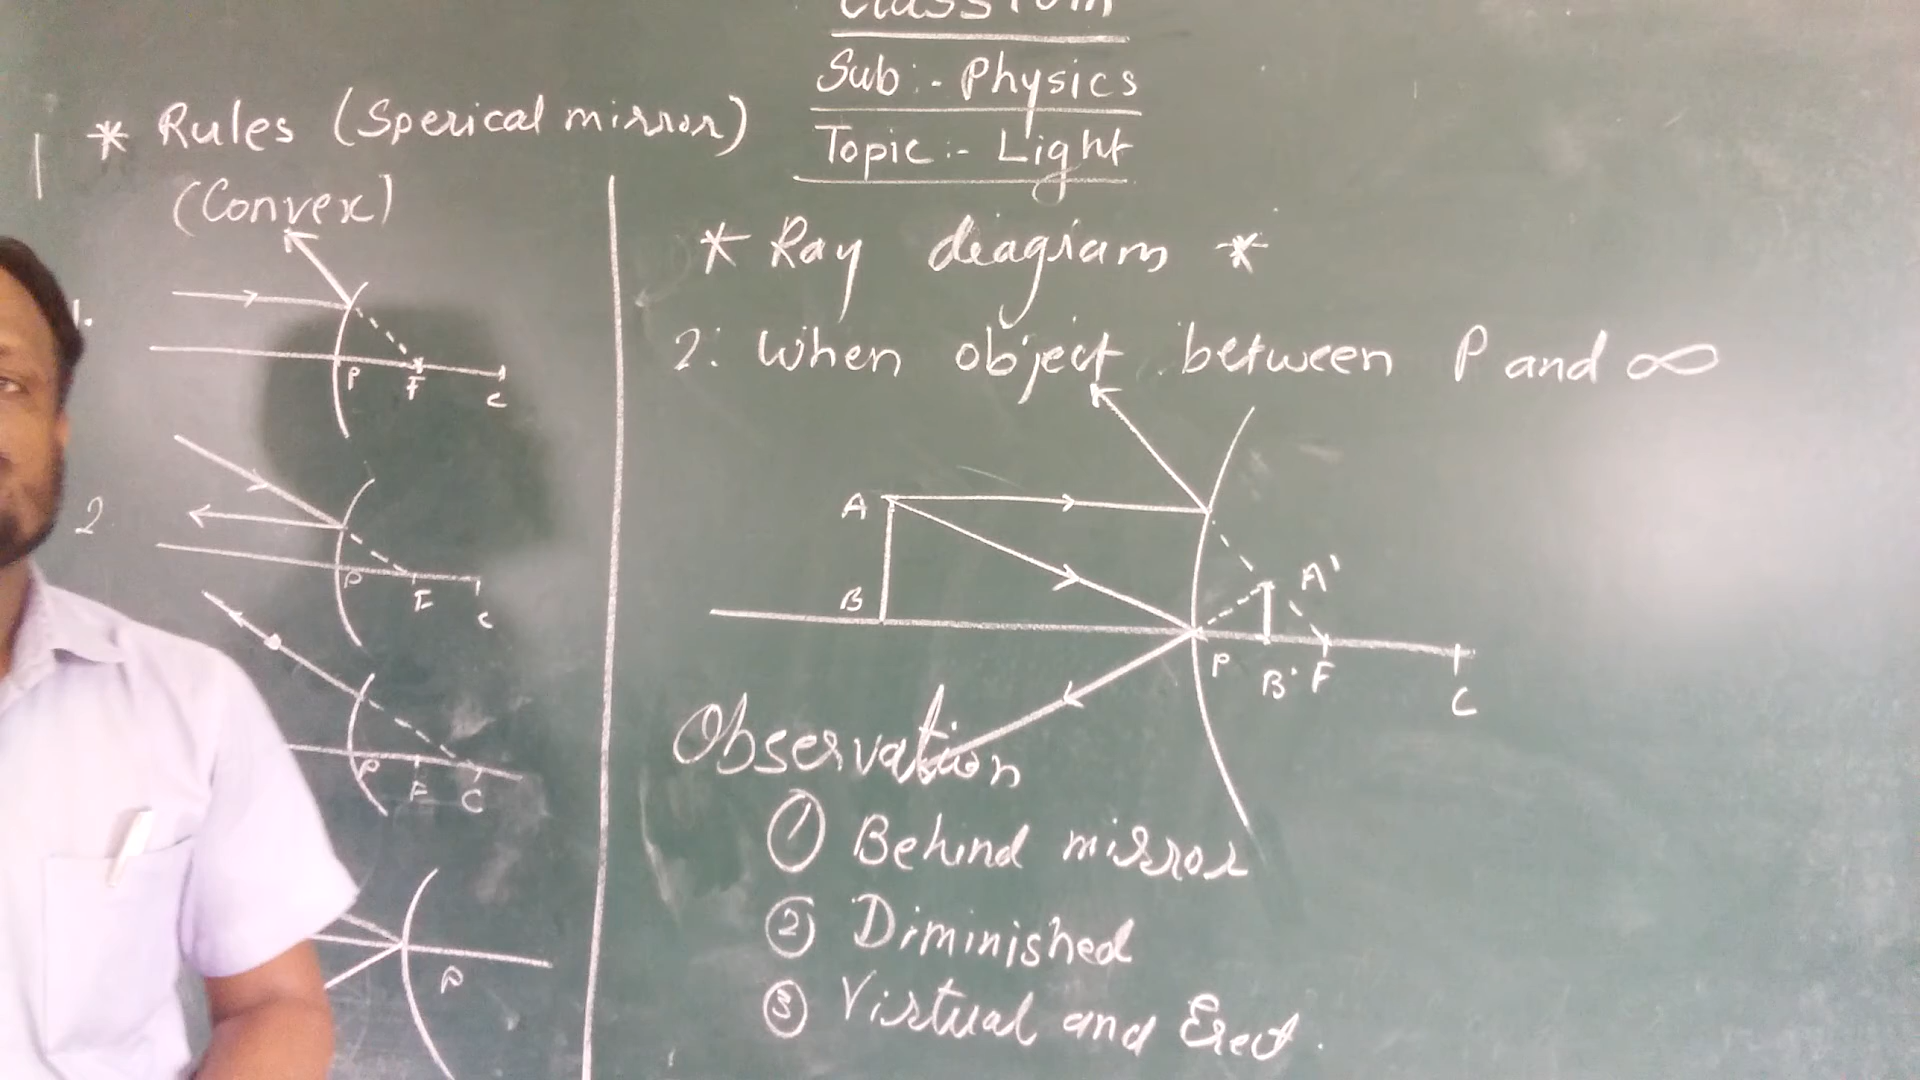 Sub:- Physics
Topic:- Light
* Rules (Sperical mirror)
(Convex)
1.
P F C
2
P F C
P F C
P
* Ray diagram *
2: When object between P and ∞
A
B
A'
P B' F C
Observation
① Behind mirror
② Diminished
③ Virtual and Erect.